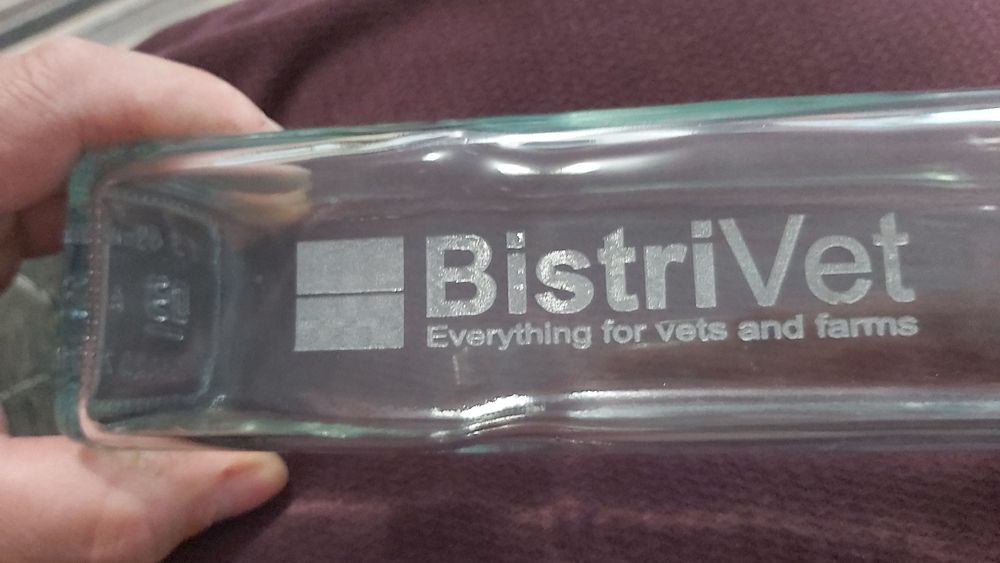 BistriVet
Everything for vets and farms